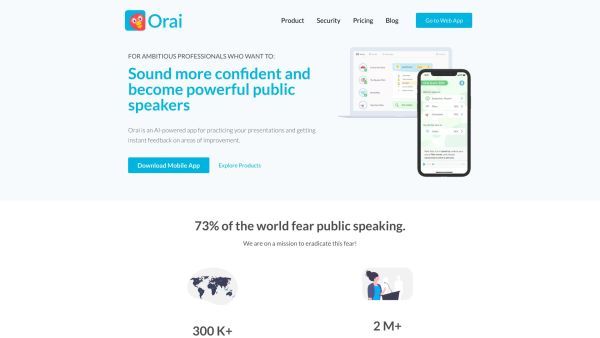 Orai
Product Security Pricing Blog Go to Web App
FOR AMBITIOUS PROFESSIONALS WHO WANT TO:
Sound more confident and
become powerful public
speakers
Orai is an AI-powered app for practicing your presentations and getting
instant feedback on areas of improvement.
Download Mobile App Explore Products
73% of the world fear public speaking.
We are on a mission to eradicate this fear!
300 K+ 2 M+